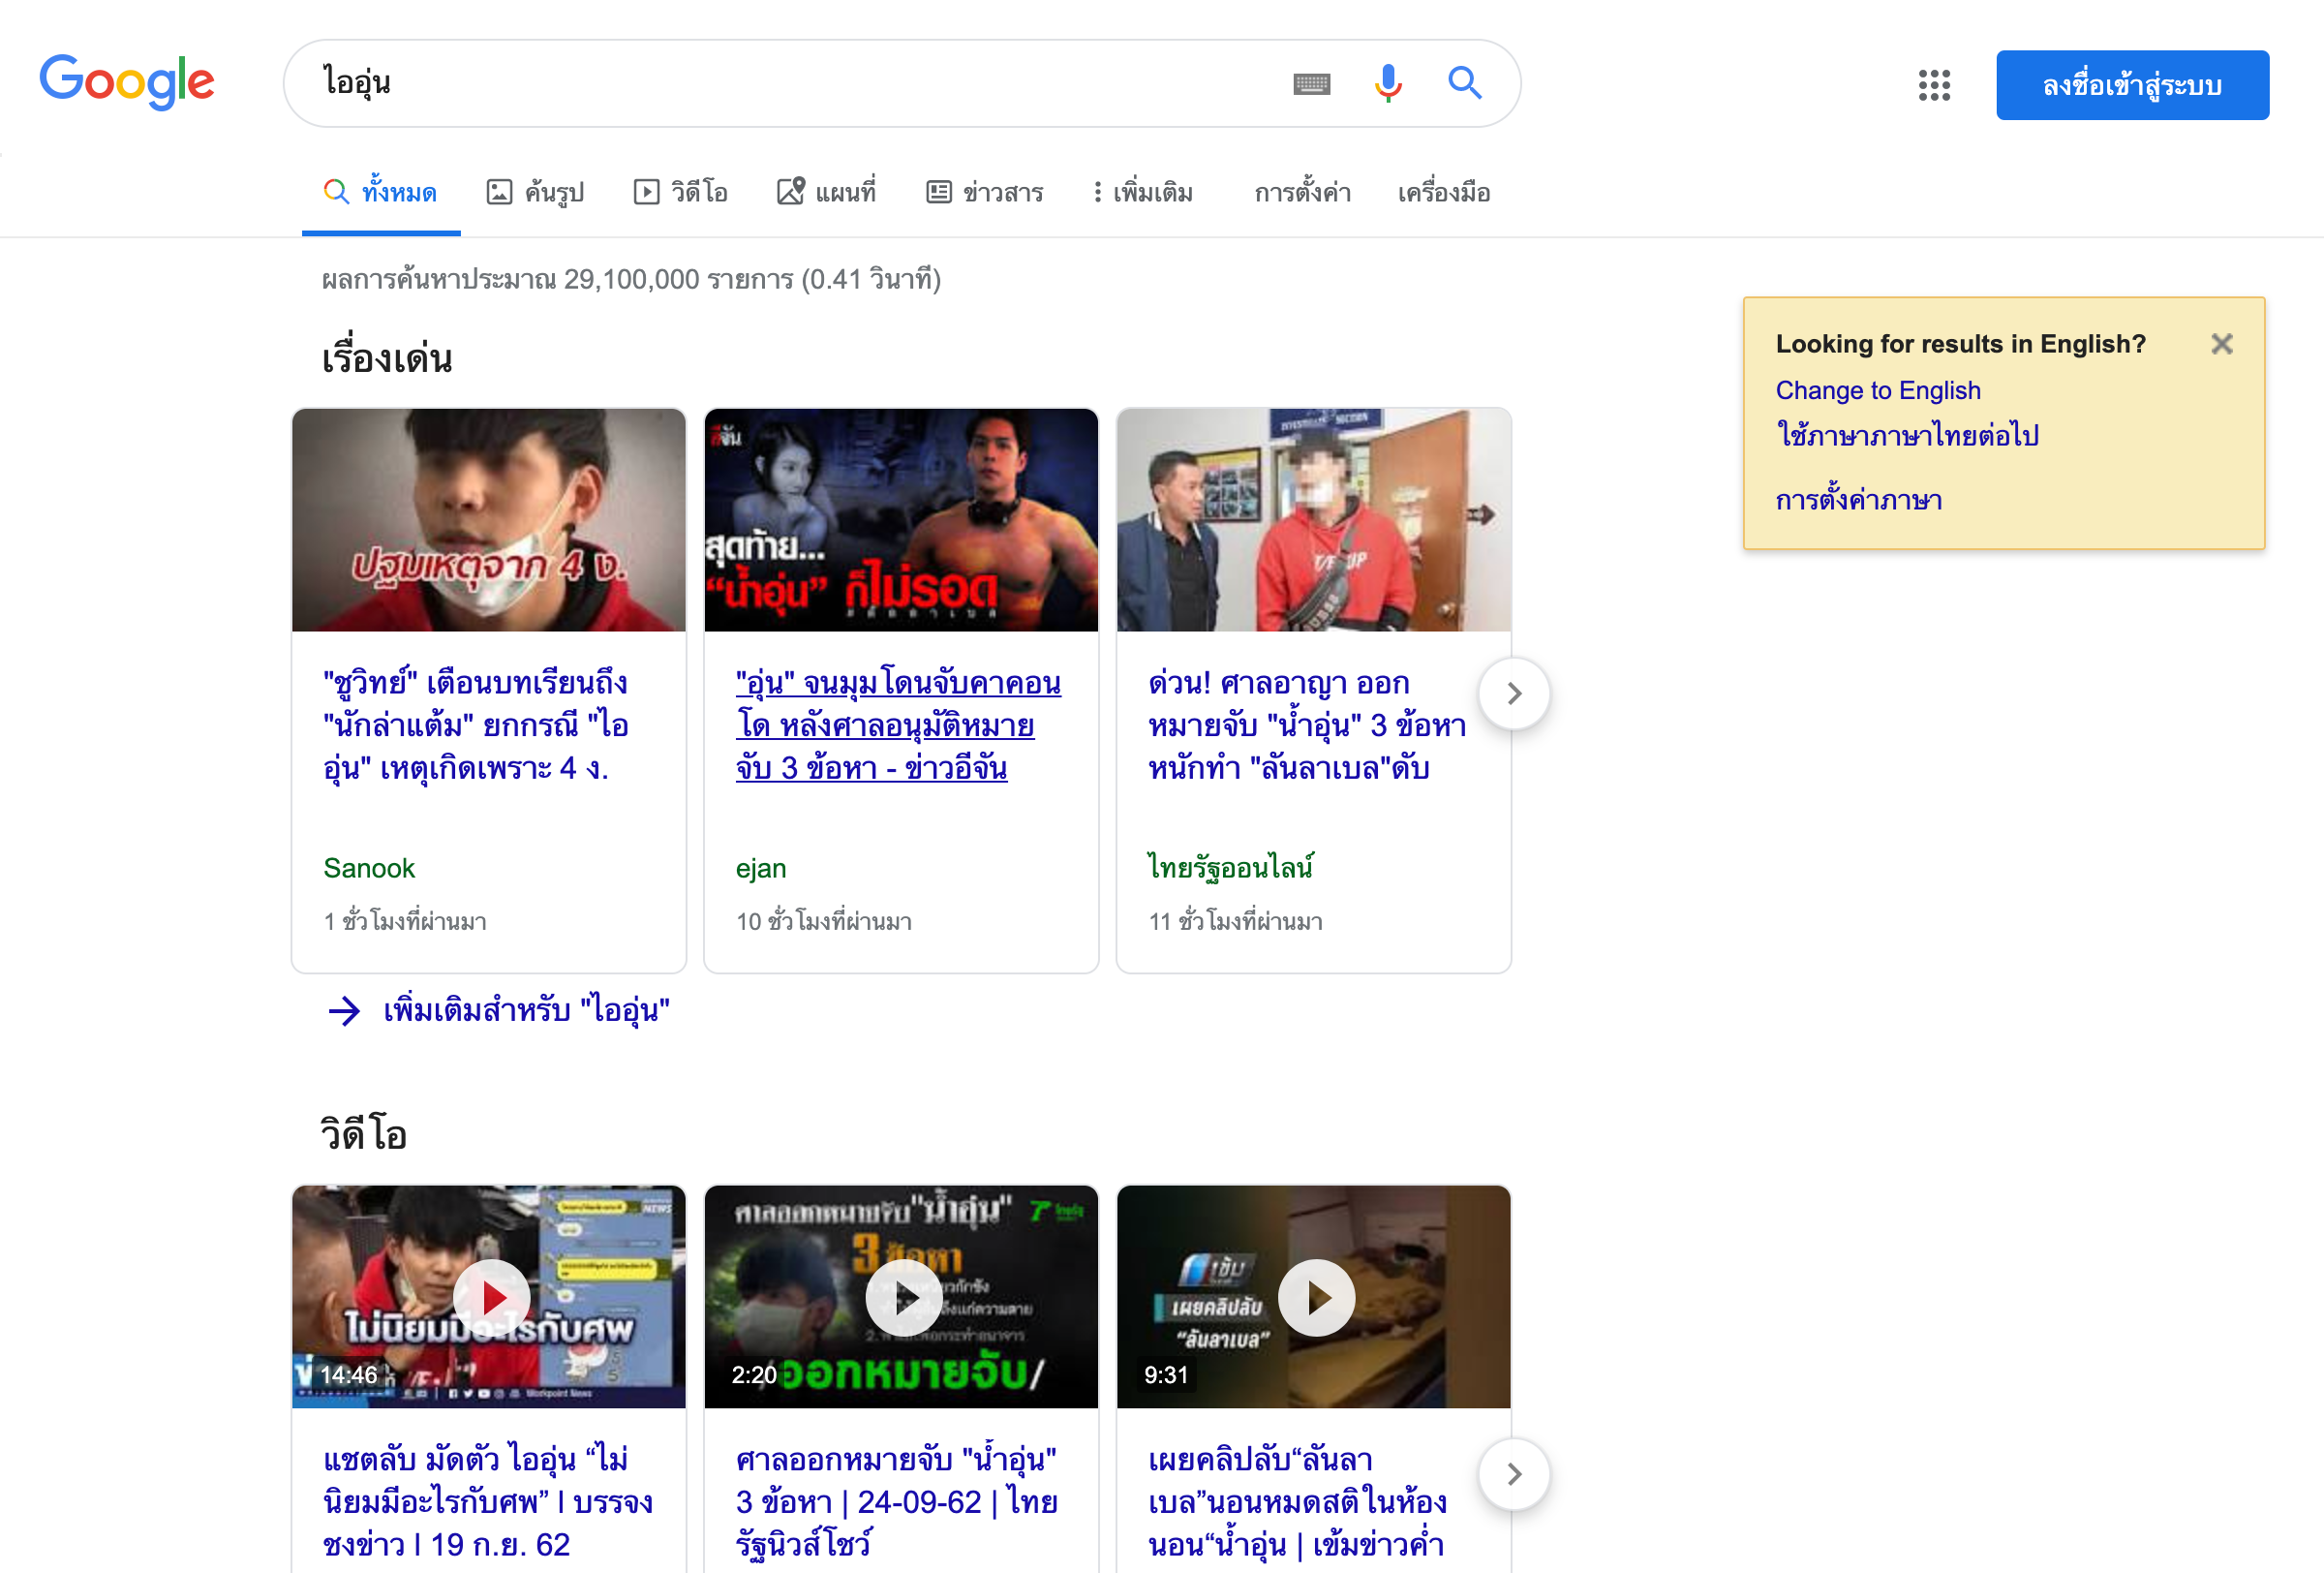 Google
ไออุ่น
ลงชื่อเข้าสู่ระบบ
ทั้งหมด ค้นรูป วิดีโอ แผนที่ ข่าวสาร เพิ่มเติม การตั้งค่า เครื่องมือ
ผลการค้นหาประมาณ 29,100,000 รายการ (0.41 วินาที)
Looking for results in English?
Change to English
ใช้ภาษาภาษาไทยต่อไป
การตั้งค่าภาษา
เรื่องเด่น
ปฐมเหตุจาก 4 ง.
"ชูวิทย์" เตือนบทเรียนถึง
"นักล่าแต้ม" ยกกรณี "ไอ
อุ่น" เหตุเกิดเพราะ 4 ง.
Sanook
1 ชั่วโมงที่ผ่านมา
อีจัน
สุดท้าย...
"น้ำอุ่น" ก็ไม่รอด
"อุ่น" จนมุมโดนจับคาคอน
โด หลังศาลอนุมัติหมาย
จับ 3 ข้อหา - ข่าวอีจัน
ejan
10 ชั่วโมงที่ผ่านมา
ด่วน! ศาลอาญา ออก
หมายจับ "น้ำอุ่น" 3 ข้อหา
หนักทำ "ลันลาเบล"ดับ
ไทยรัฐออนไลน์
11 ชั่วโมงที่ผ่านมา
เพิ่มเติมสำหรับ "ไออุ่น"
วิดีโอ
NEWS
ไม่นิยมมีอะไรกับศพ
14:46
Workpoint News
แชตลับ มัดตัว ไออุ่น “ไม่
นิยมมีอะไรกับศพ” l บรรจง
ชงข่าว l 19 ก.ย. 62
ศาลออกหมายจับ"น้ำอุ่น"
3 ข้อหา
2:20
ออกหมายจับ/
ศาลออกหมายจับ "น้ำอุ่น"
3 ข้อหา | 24-09-62 | ไทย
รัฐนิวส์โชว์
เข้ม
เผยคลิปลับ
“ลันลาเบล”
9:31
เผยคลิปลับ“ลันลา
เบล”นอนหมดสติในห้อง
นอน“น้ำอุ่น | เข้มข่าวค่ำ